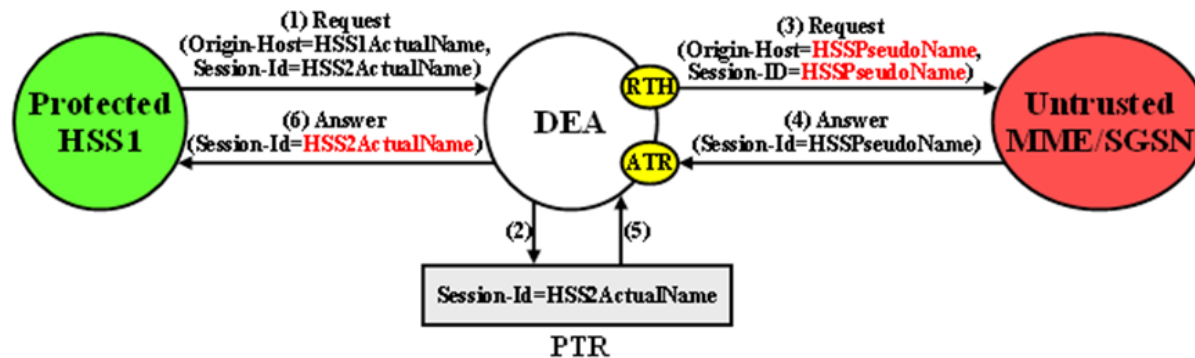 (1) Request
(Origin-Host=HSS1ActualName,
Session-Id=HSS2ActualName)
(3) Request
(Origin-Host=HSSPseudoName,
Session-ID=HSSPseudoName)
Protected
HSS1
DEA
RTH
ATR
Untrusted
MME/SGSN
(6) Answer
(Session-Id=HSS2ActualName)
(4) Answer
(Session-Id=HSSPseudoName)
(2)
(5)
Session-Id=HSS2ActualName
PTR